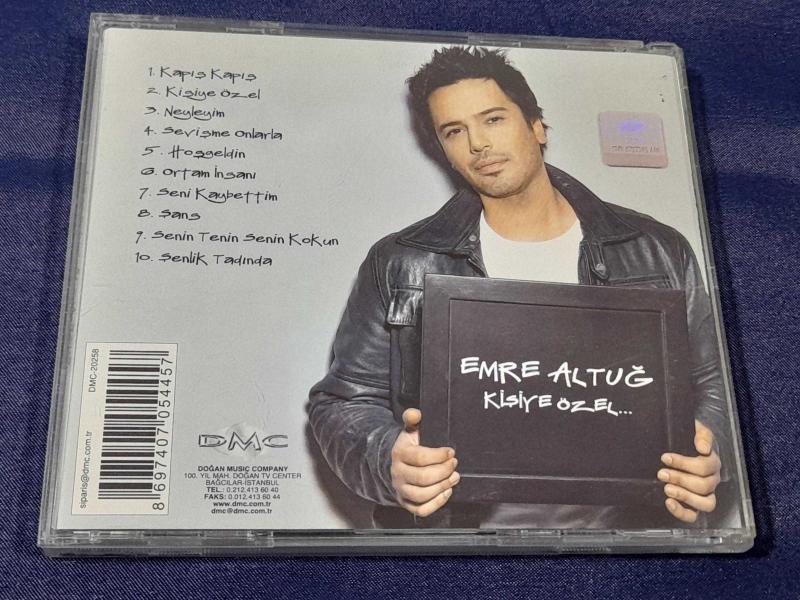 1. Kapış Kapış
2. Kişiye Özel
3. Neyleyim
4. Sevişme Onlarla
5. Hoşgeldin
6. Ortam İnsanı
7. Seni Kaybettim
8. Şans
9. Senin Tenin Senin Kokun
10. Şenlik Tadında
EMRE ALTUĞ
KİŞİYE ÖZEL...
DMC-20258
siparis@dmc.com.tr
8 697407 054457
DMC
DOĞAN MUSIC COMPANY
100. YIL MAH. DOĞAN TV CENTER
BAĞCILAR-İSTANBUL
TEL.: 0.212.413 60 40
FAKS: 0.012.413 60 44
www.dmc.com.tr
dmc@dmc.com.tr